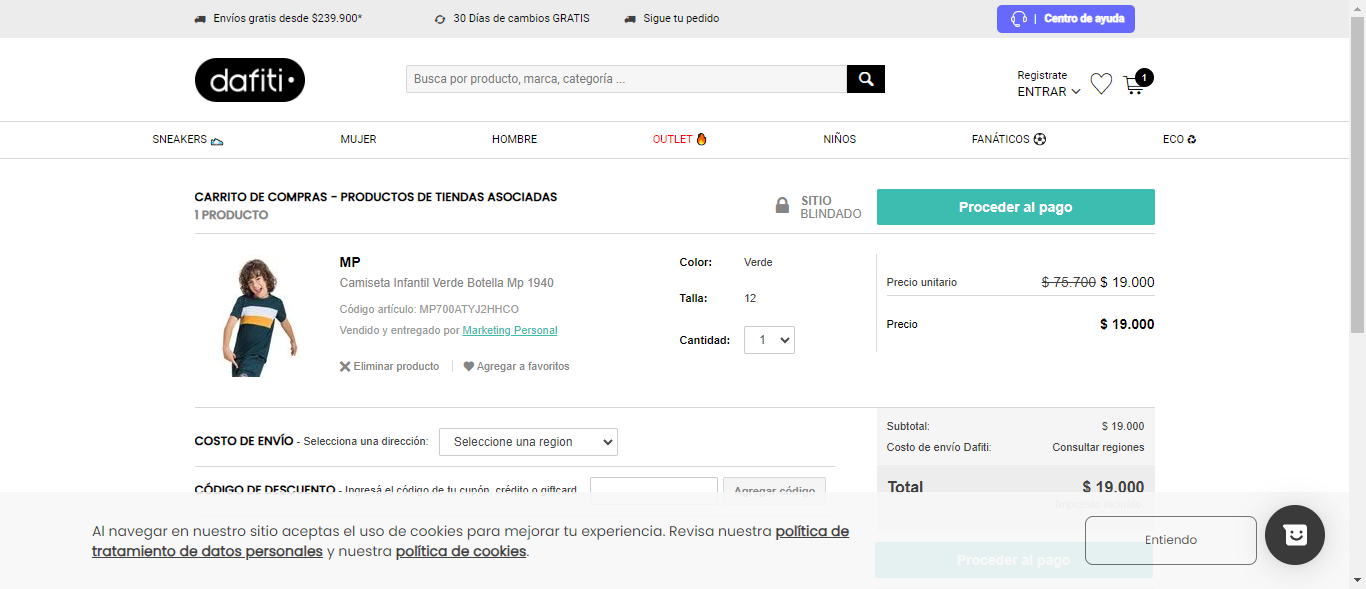 Envíos gratis desde $239.900*
30 Días de cambios GRATIS
Sigue tu pedido
| Centro de ayuda
dafiti
Busca por producto, marca, categoría ...
Registrate
ENTRAR
1
SNEAKERS
MUJER
HOMBRE
OUTLET
NIÑOS
FANÁTICOS
ECO
CARRITO DE COMPRAS - PRODUCTOS DE TIENDAS ASOCIADAS
1 PRODUCTO
SITIO
BLINDADO
Proceder al pago
MP
Camiseta Infantil Verde Botella Mp 1940
Código artículo: MP700ATYJ2HHCO
Vendido y entregado por Marketing Personal
Eliminar producto
Agregar a favoritos
Color: Verde
Talla: 12
Cantidad: 1
Precio unitario $ 75.700 $ 19.000
Precio $ 19.000
COSTO DE ENVÍO - Selecciona una dirección: Seleccione una region
CÓDIGO DE DESCUENTO - Ingresá el código de tu cupón, crédito o giftcard
Agregar código
Subtotal: $ 19.000
Costo de envío Dafiti: Consultar regiones
Total $ 19.000
Impuesto incluido.
Proceder al pago
Al navegar en nuestro sitio aceptas el uso de cookies para mejorar tu experiencia. Revisa nuestra política de
tratamiento de datos personales y nuestra política de cookies.
Entiendo